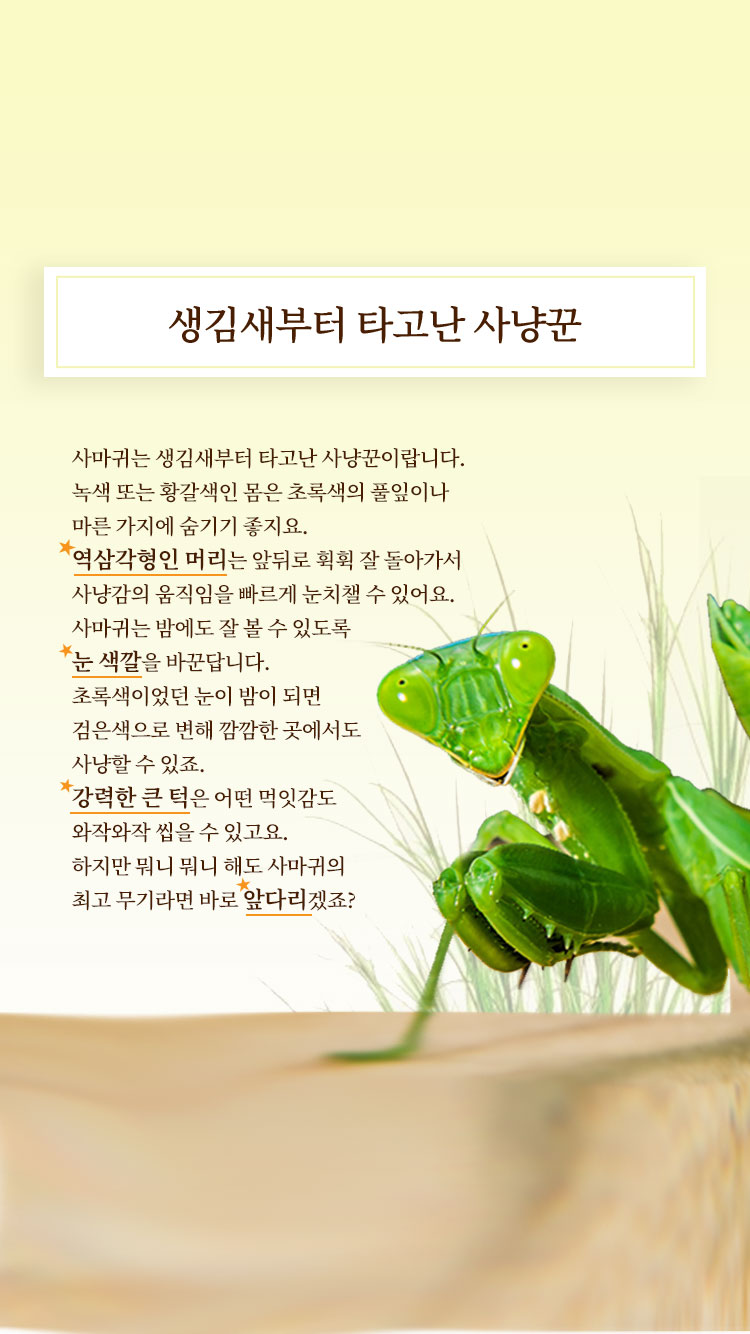 생김새부터 타고난 사냥꾼
사마귀는 생김새부터 타고난 사냥꾼이랍니다.
녹색 또는 황갈색인 몸은 초록색의 풀잎이나
마른 가지에 숨기기 좋지요.
역삼각형인 머리는 앞뒤로 휙휙 잘 돌아가서
사냥감의 움직임을 빠르게 눈치챌 수 있어요.
사마귀는 밤에도 잘 볼 수 있도록
눈 색깔을 바꾼답니다.
초록색이었던 눈이 밤이 되면
검은색으로 변해 깜깜한 곳에서도
사냥할 수 있죠.
강력한 큰 턱은 어떤 먹잇감도
와작와작 씹을 수 있고요.
하지만 뭐니 뭐니 해도 사마귀의
최고 무기라면 바로 앞다리겠죠?